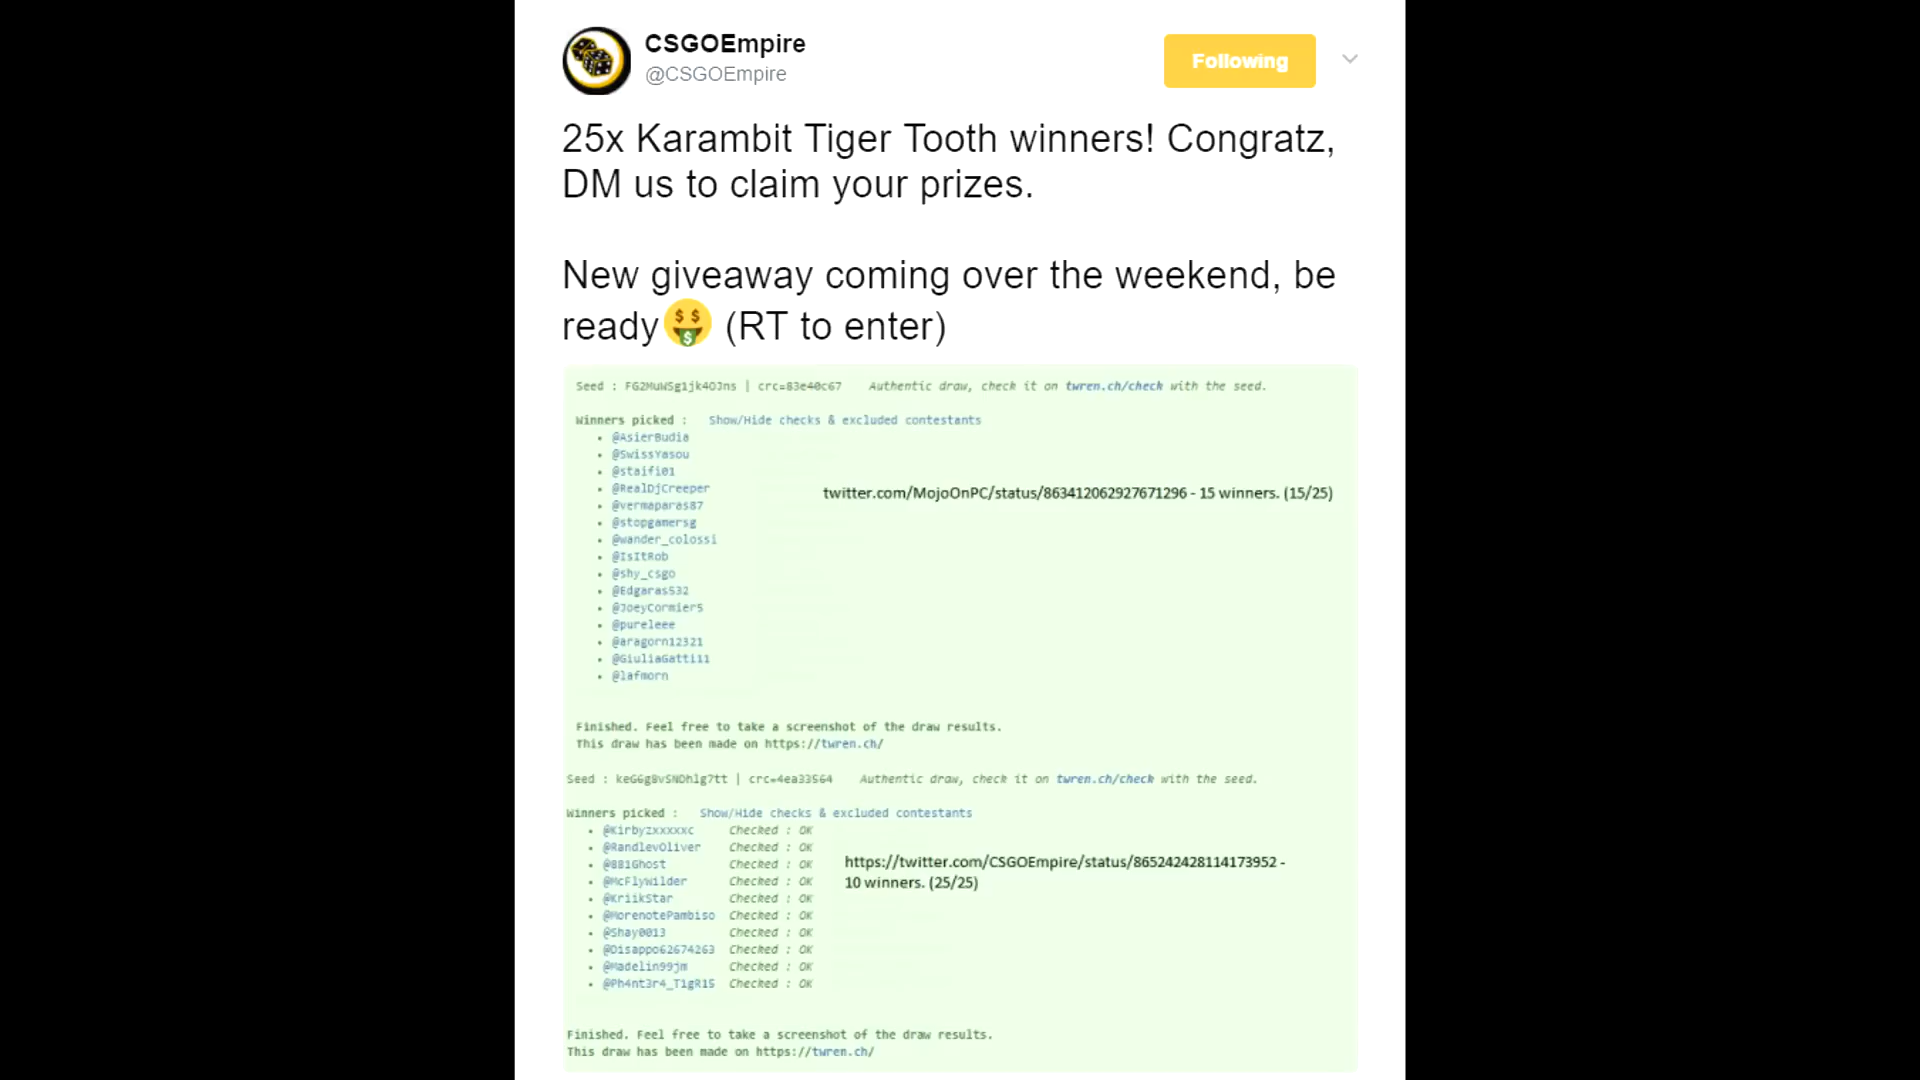 CSGOEmpire
@CSGOEmpire
Following
25x Karambit Tiger Tooth winners! Congratz,
DM us to claim your prizes.
New giveaway coming over the weekend, be
ready🤑 (RT to enter)
Seed : FG2MuWSg1jk4OJns | crc=83e40c67 Authentic draw, check it on twren.ch/check with the seed.
Winners picked : Show/Hide checks & excluded contestants
• @AsierBudia
• @SwissYasou
• @staifi01
• @RealDjCreeper
twitter.com/MojoOnPC/status/863412062927671296 - 15 winners. (15/25)
• @vermaparas87
• @stopgamersg
• @wander_colossi
• @IsItRob
• @shy_csgo
• @Edgaras532
• @JoeyCormier5
• @pureleee
• @aragorn12321
• @GiuliaGatti11
• @lafmorn
Finished. Feel free to take a screenshot of the draw results.
This draw has been made on https://twren.ch/
Seed : keG6g8vSNDhlg7tt | crc=4ea33564 Authentic draw, check it on twren.ch/check with the seed.
Winners picked : Show/Hide checks & excluded contestants
• @Kirbyzxxxxxc Checked : OK
• @RandlevOliver Checked : OK
• @881Ghost Checked : OK
https://twitter.com/CSGOEmpire/status/865242428114173952 -
10 winners. (25/25)
• @McFlyWilder Checked : OK
• @KriikStar Checked : OK
• @MorenotePambiso Checked : OK
• @Shay0013 Checked : OK
• @Disappo62674263 Checked : OK
• @Madelin99jm Checked : OK
• @Ph4nt3r4_T1gR15 Checked : OK
Finished. Feel free to take a screenshot of the draw results.
This draw has been made on https://twren.ch/